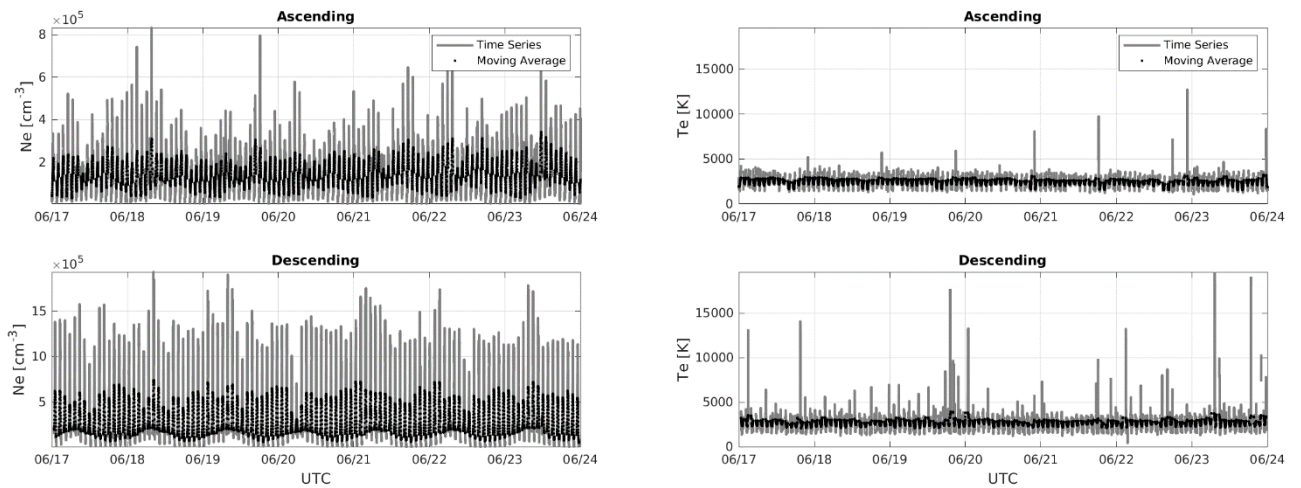 Ascending
×10⁵
Ne [cm⁻³]
8
6
4
2
Time Series
Moving Average
06/17 06/18 06/19 06/20 06/21 06/22 06/23 06/24
Ascending
Te [K]
15000
10000
5000
0
Time Series
Moving Average
06/17 06/18 06/19 06/20 06/21 06/22 06/23 06/24
Descending
×10⁵
Ne [cm⁻³]
15
10
5
06/17 06/18 06/19 06/20 06/21 06/22 06/23 06/24
UTC
Descending
Te [K]
15000
10000
5000
0
06/17 06/18 06/19 06/20 06/21 06/22 06/23 06/24
UTC